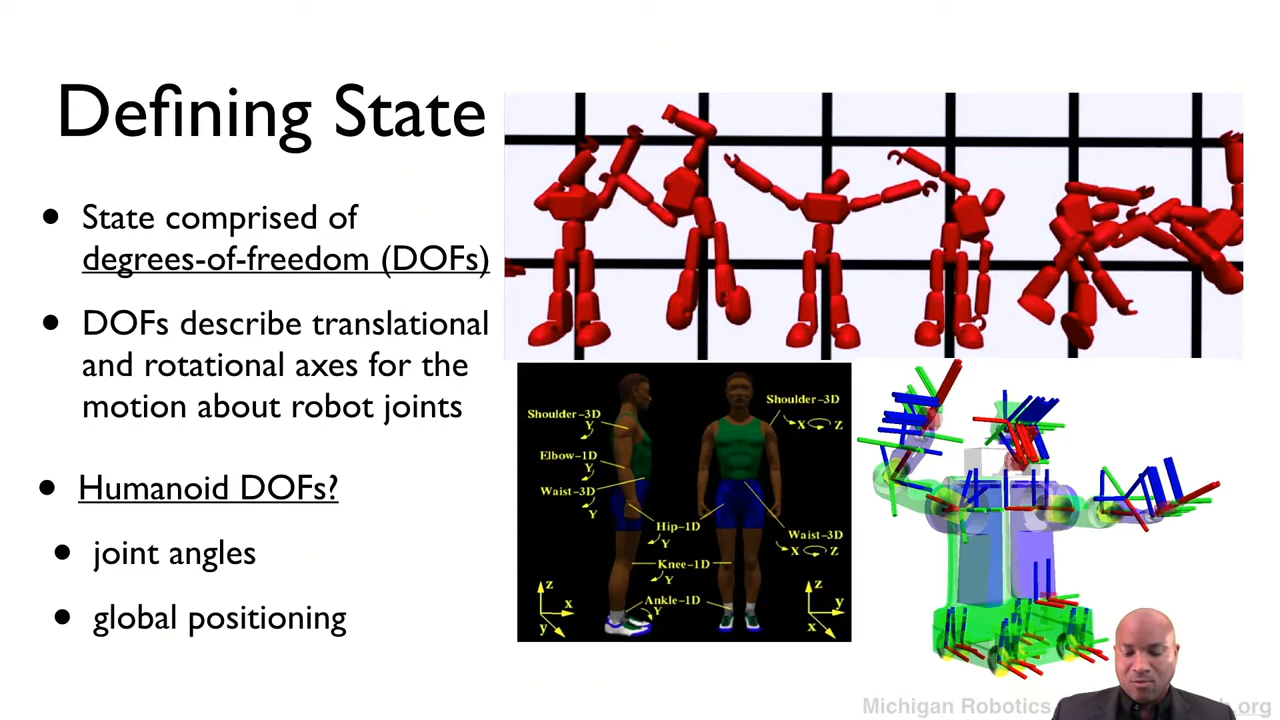 Defining State
• State comprised of
degrees-of-freedom (DOFs)
• DOFs describe translational
and rotational axes for the
motion about robot joints
• Humanoid DOFs?
• joint angles
• global positioning
Shoulder-3D
Y
Elbow-1D
Y
Waist-3D
Y
Shoulder-3D
X Z
Hip-1D
Y
Waist-3D
X Z
Knee-1D
Y
Ankle-1D
Y
z
x
y
z
y
x
Michigan Robotics
.org